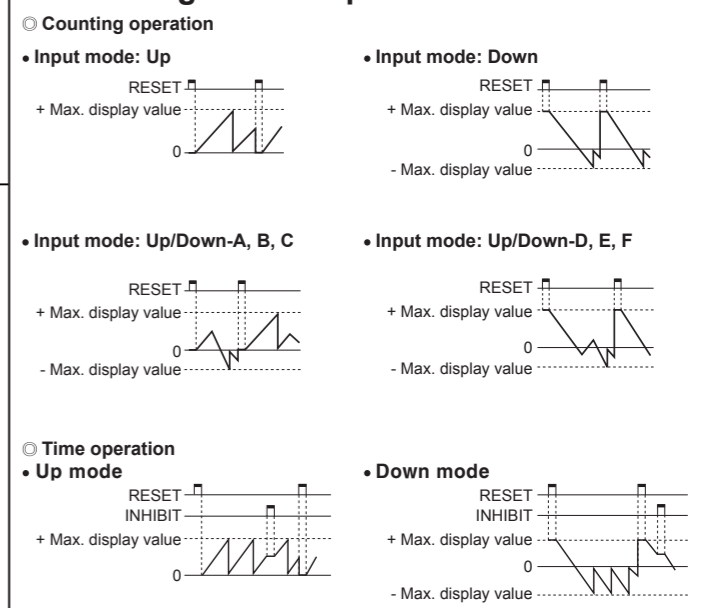 ◎ Counting operation
• Input mode: Up
RESET
+ Max. display value
0
• Input mode: Down
RESET
+ Max. display value
0
- Max. display value
• Input mode: Up/Down-A, B, C
RESET
+ Max. display value
0
- Max. display value
• Input mode: Up/Down-D, E, F
RESET
+ Max. display value
0
- Max. display value
◎ Time operation
• Up mode
RESET
INHIBIT
+ Max. display value
0
• Down mode
RESET
INHIBIT
+ Max. display value
0
- Max. display value